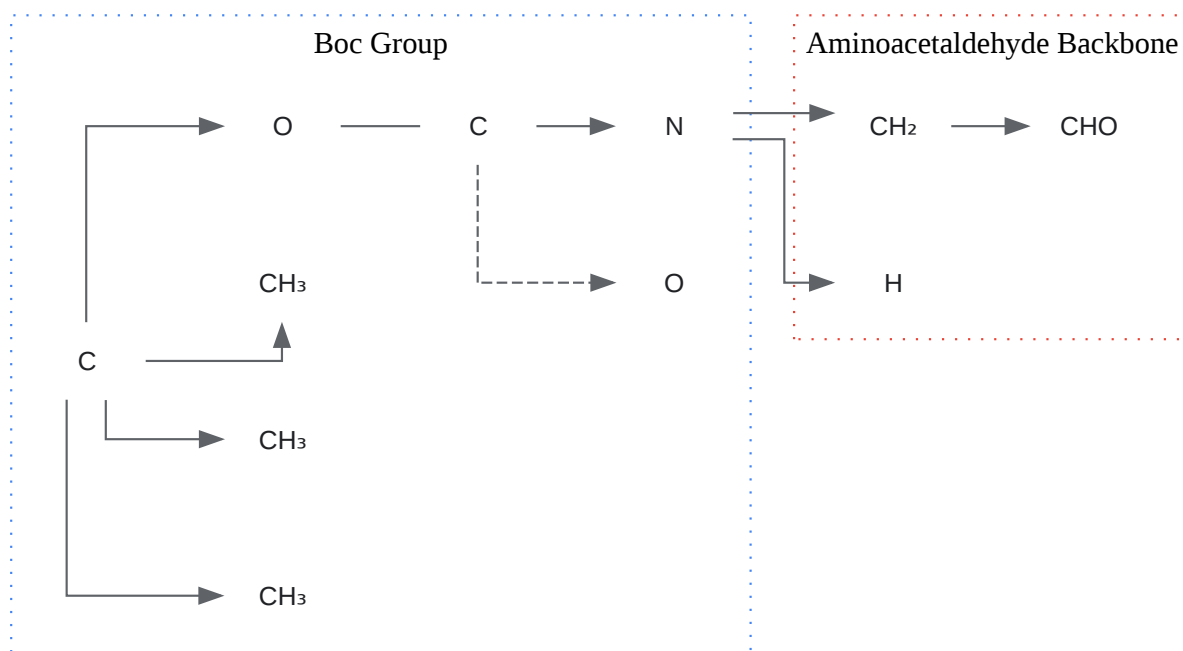 Boc Group
Aminoacetaldehyde Backbone
O
C
N
CH₂
CHO
CH₃
O
H
C
CH₃
CH₃